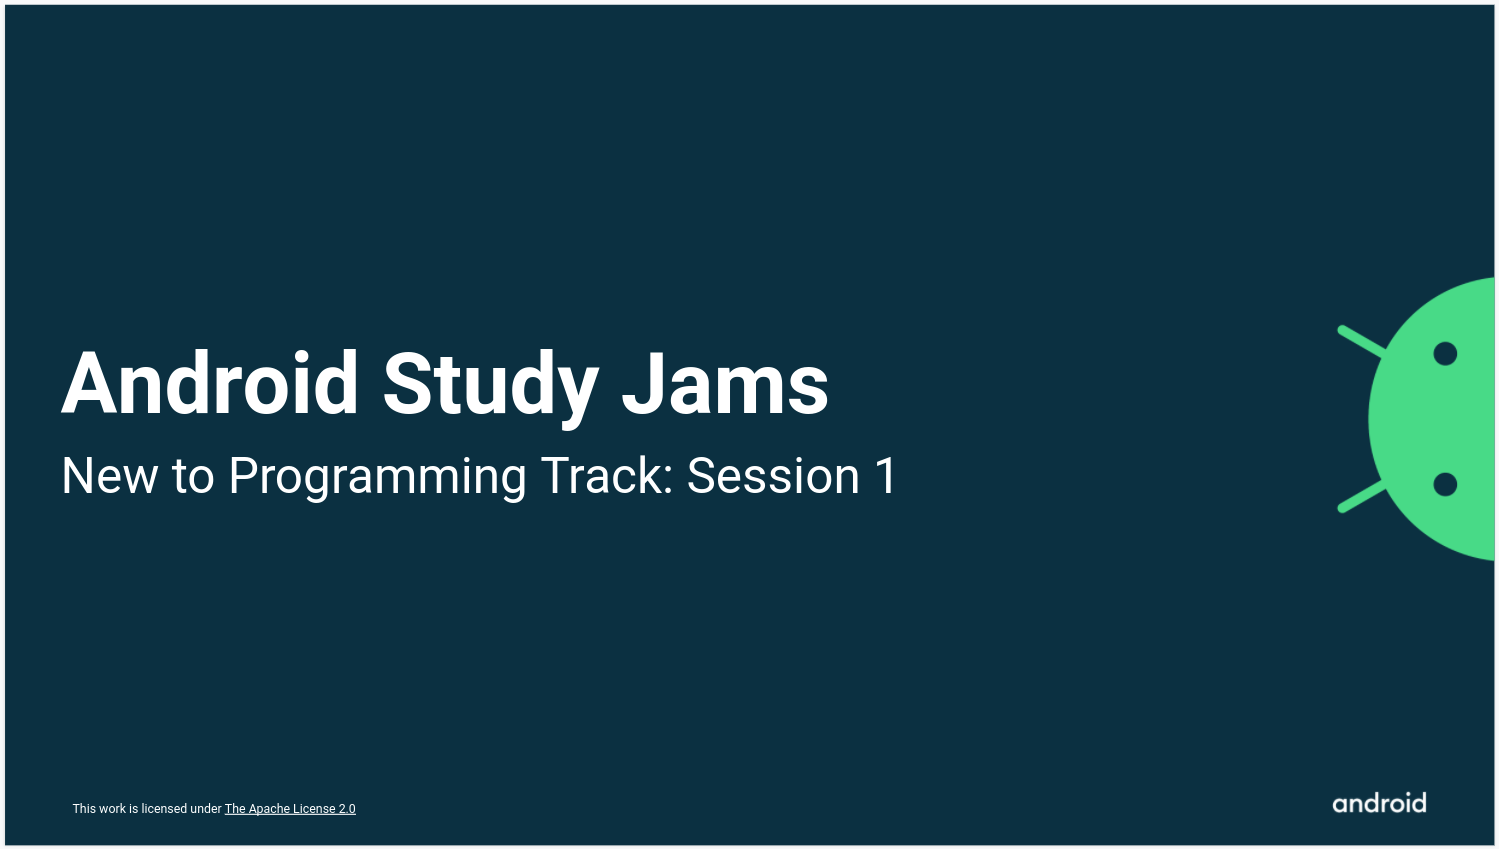 Android Study Jams
New to Programming Track: Session 1
This work is licensed under The Apache License 2.0
android